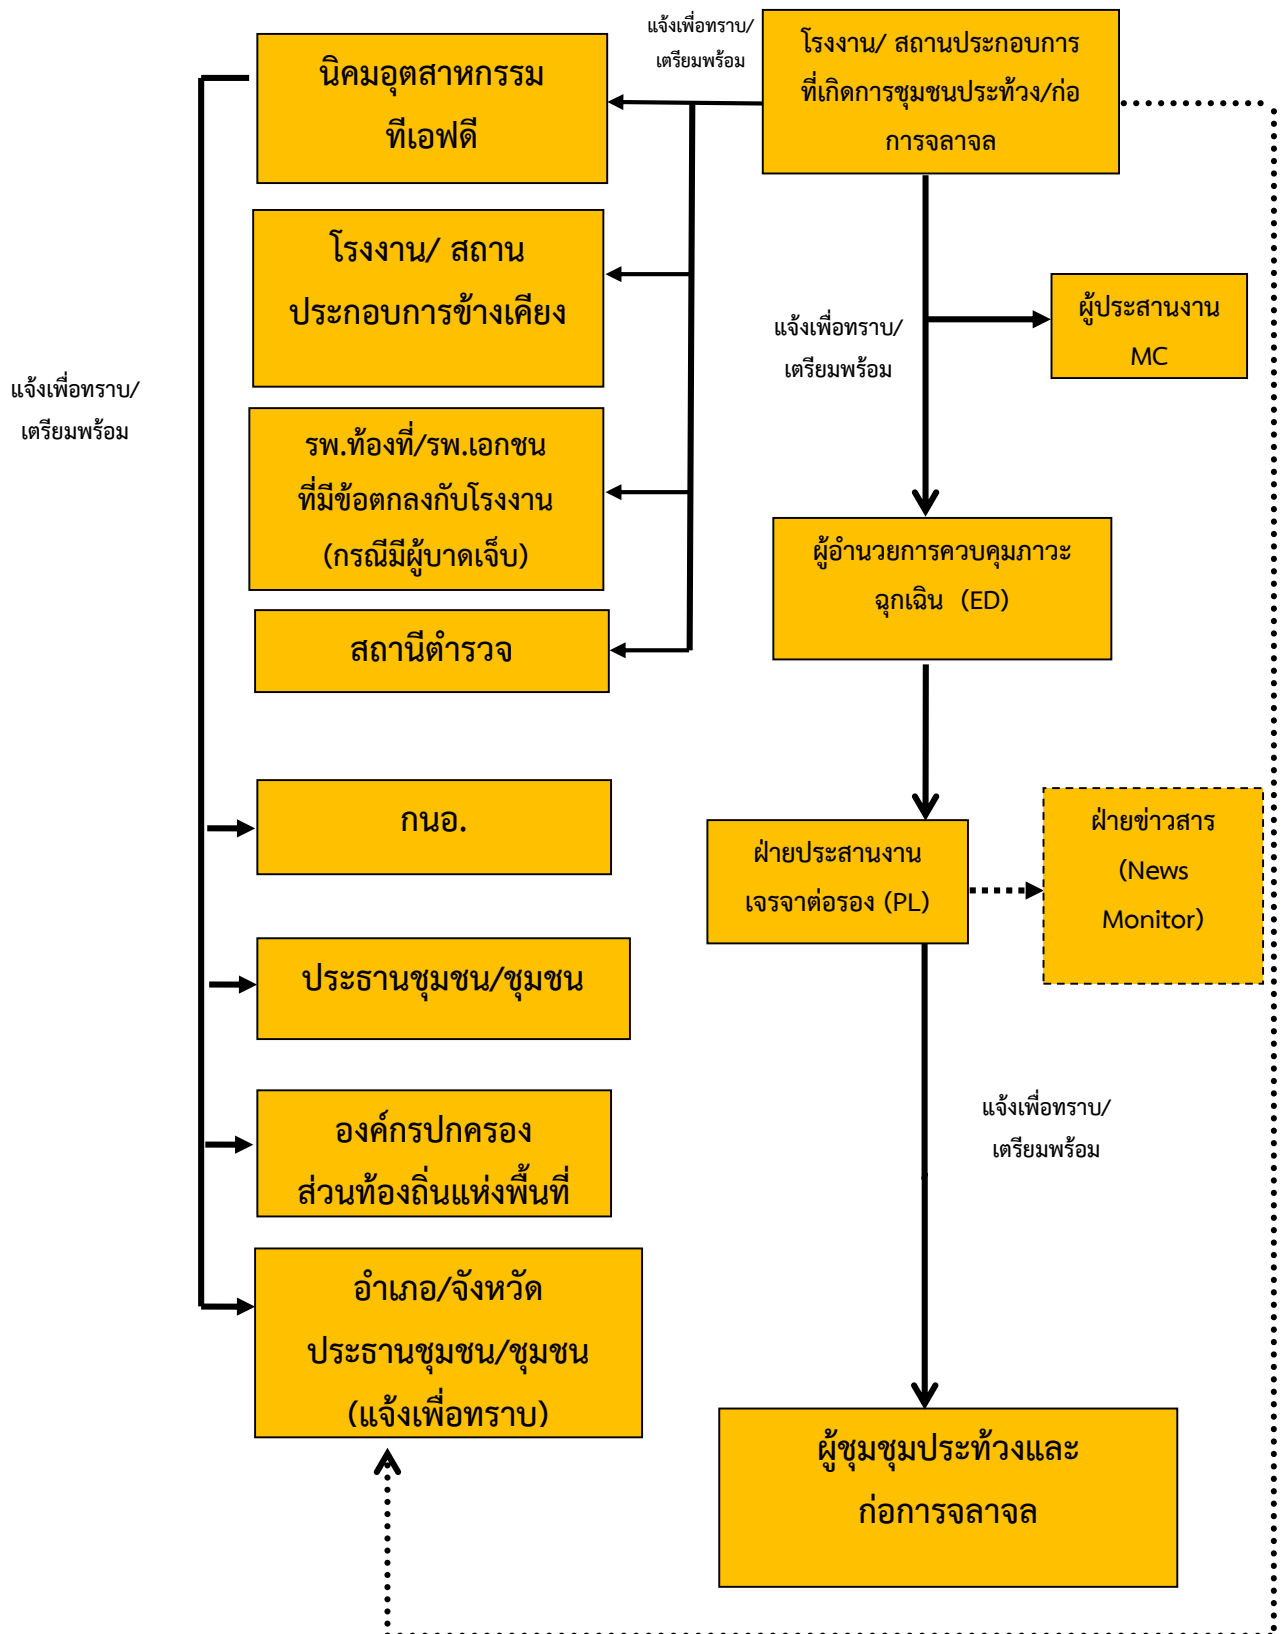 แจ้งเพื่อทราบ/
เตรียมพร้อม
โรงงาน/ สถานประกอบการ
ที่เกิดการชุมชนประท้วง/ก่อ
การจลาจล
นิคมอุตสาหกรรม
ทีเอฟดี
โรงงาน/ สถาน
ประกอบการข้างเคียง
ผู้ประสานงาน
MC
แจ้งเพื่อทราบ/
เตรียมพร้อม
แจ้งเพื่อทราบ/
เตรียมพร้อม
รพ.ท้องที่/รพ.เอกชน
ที่มีข้อตกลงกับโรงงาน
(กรณีมีผู้บาดเจ็บ)
ผู้อำนวยการควบคุมภาวะ
ฉุกเฉิน (ED)
สถานีตำรวจ
กนอ.
ฝ่ายประสานงาน
เจรจาต่อรอง (PL)
ฝ่ายข่าวสาร
(News
Monitor)
ประธานชุมชน/ชุมชน
แจ้งเพื่อทราบ/
เตรียมพร้อม
องค์กรปกครอง
ส่วนท้องถิ่นแห่งพื้นที่
อำเภอ/จังหวัด
ประธานชุมชน/ชุมชน
(แจ้งเพื่อทราบ)
ผู้ชุมชุมประท้วงและ
ก่อการจลาจล